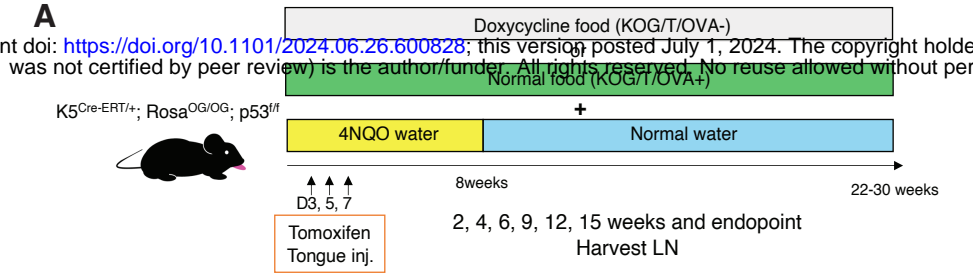 A
Doxycycline food (KOG/T/OVA-)
nt doi: https://doi.org/10.1101/2024.06.26.600828; this version posted July 1, 2024. The copyright holde
or
was not certified by peer review) is the author/funder. All rights reserved. No reuse allowed without per
Normal food (KOG/T/OVA+)
+
K5Cre-ERT/+; RosaOG/OG; p53f/f
4NQO water Normal water
8weeks
22-30 weeks
D3, 5, 7
Tomoxifen
Tongue inj.
2, 4, 6, 9, 12, 15 weeks and endopoint
Harvest LN